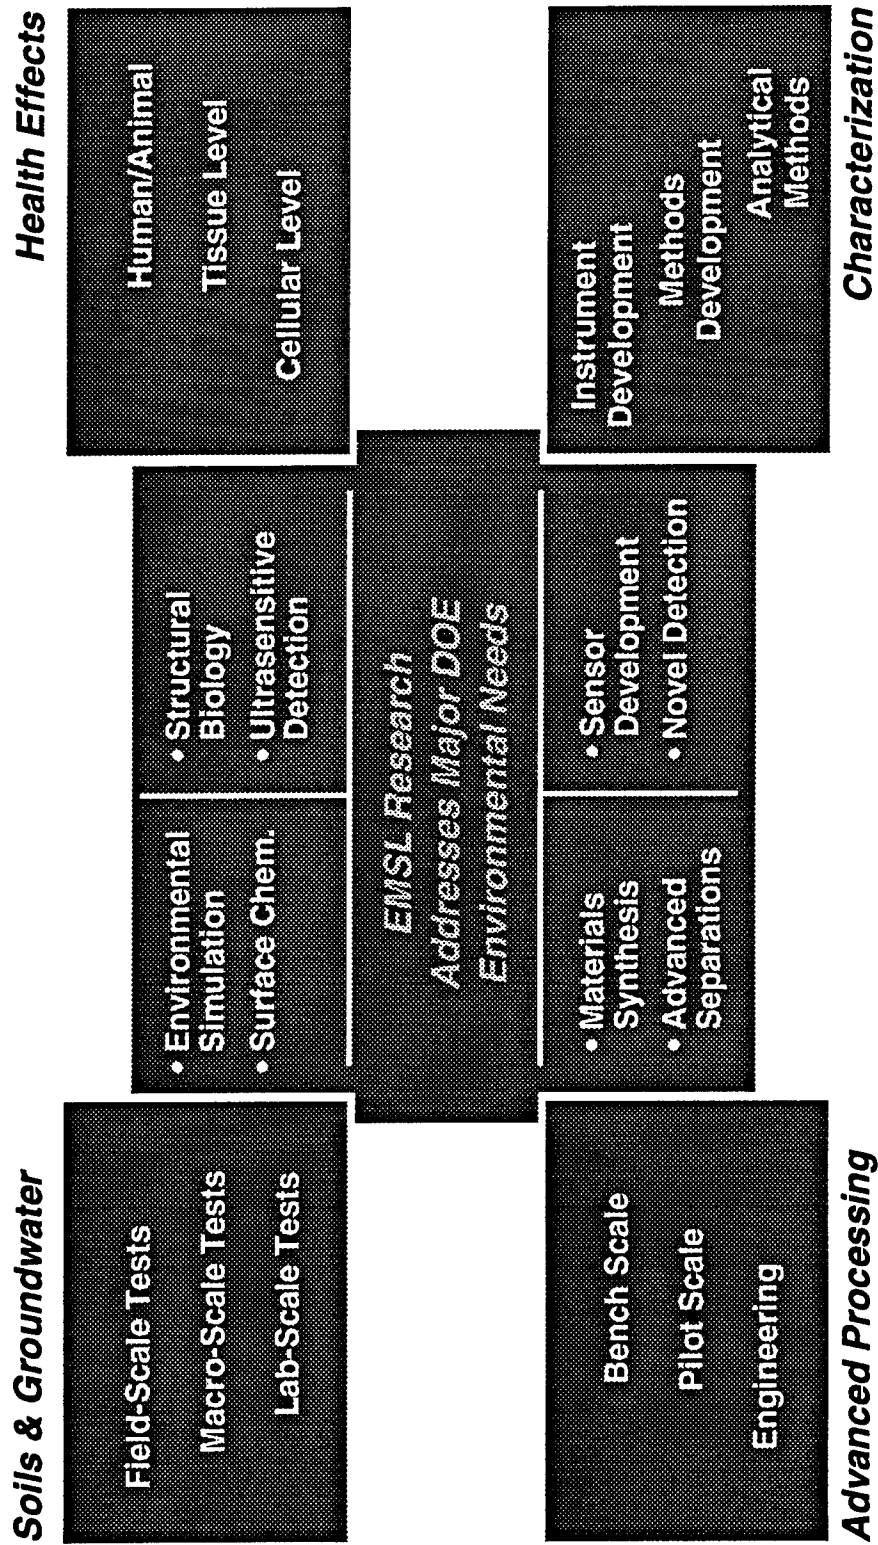 Soils & Groundwater
Health Effects
Field-Scale Tests
Macro-Scale Tests
Lab-Scale Tests
• Environmental
Simulation
• Surface Chem.
• Structural
Biology
• Ultrasensitive
Detection
Human/Animal
Tissue Level
Cellular Level
EMSL Research
Addresses Major DOE
Environmental Needs
Bench Scale
Pilot Scale
Engineering
• Materials
Synthesis
• Advanced
Separations
• Sensor
Development
• Novel Detection
Instrument
Development
Methods
Development
Analytical
Methods
Advanced Processing
Characterization